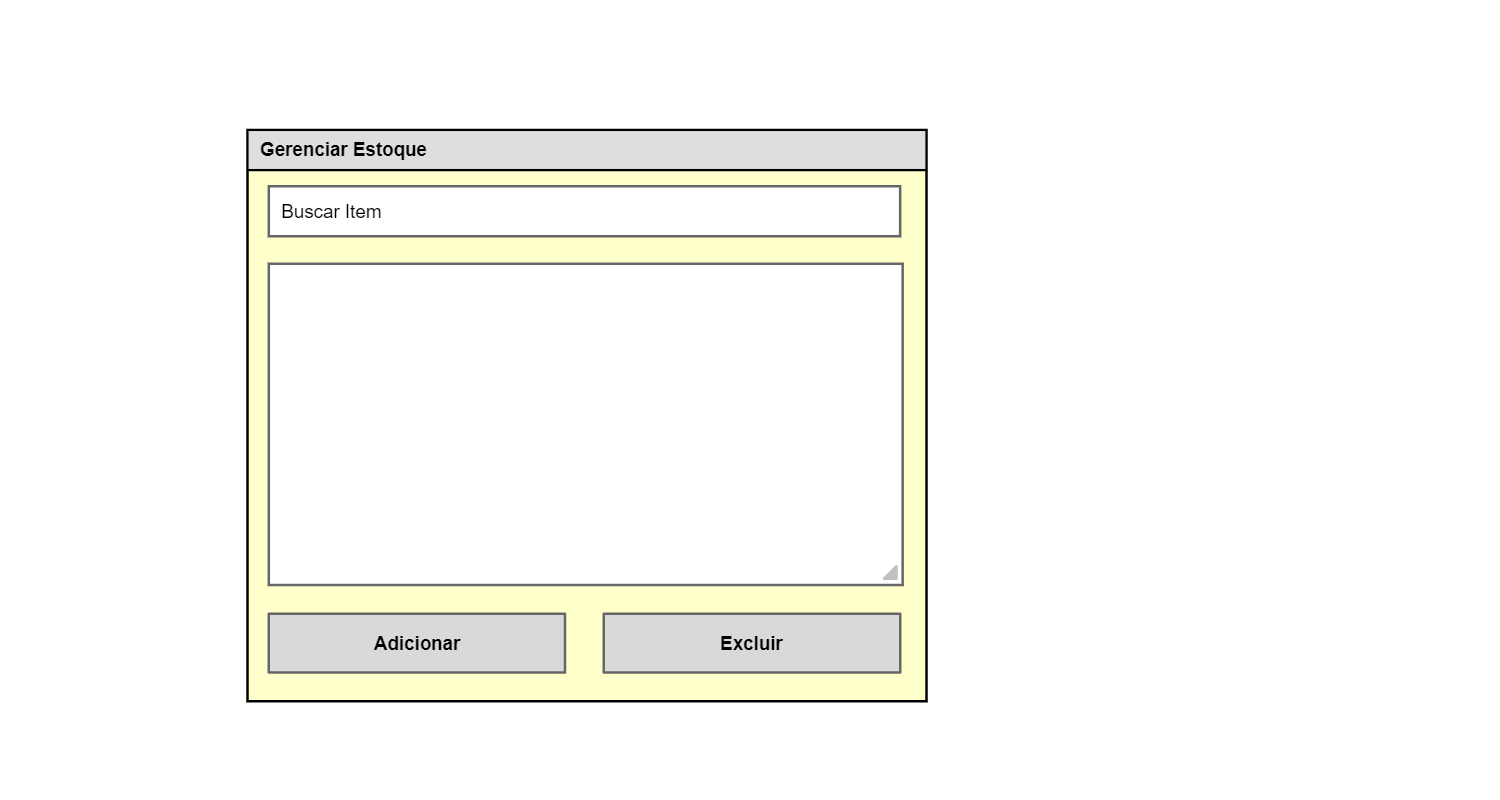 Gerenciar Estoque
Buscar Item
Adicionar
Excluir